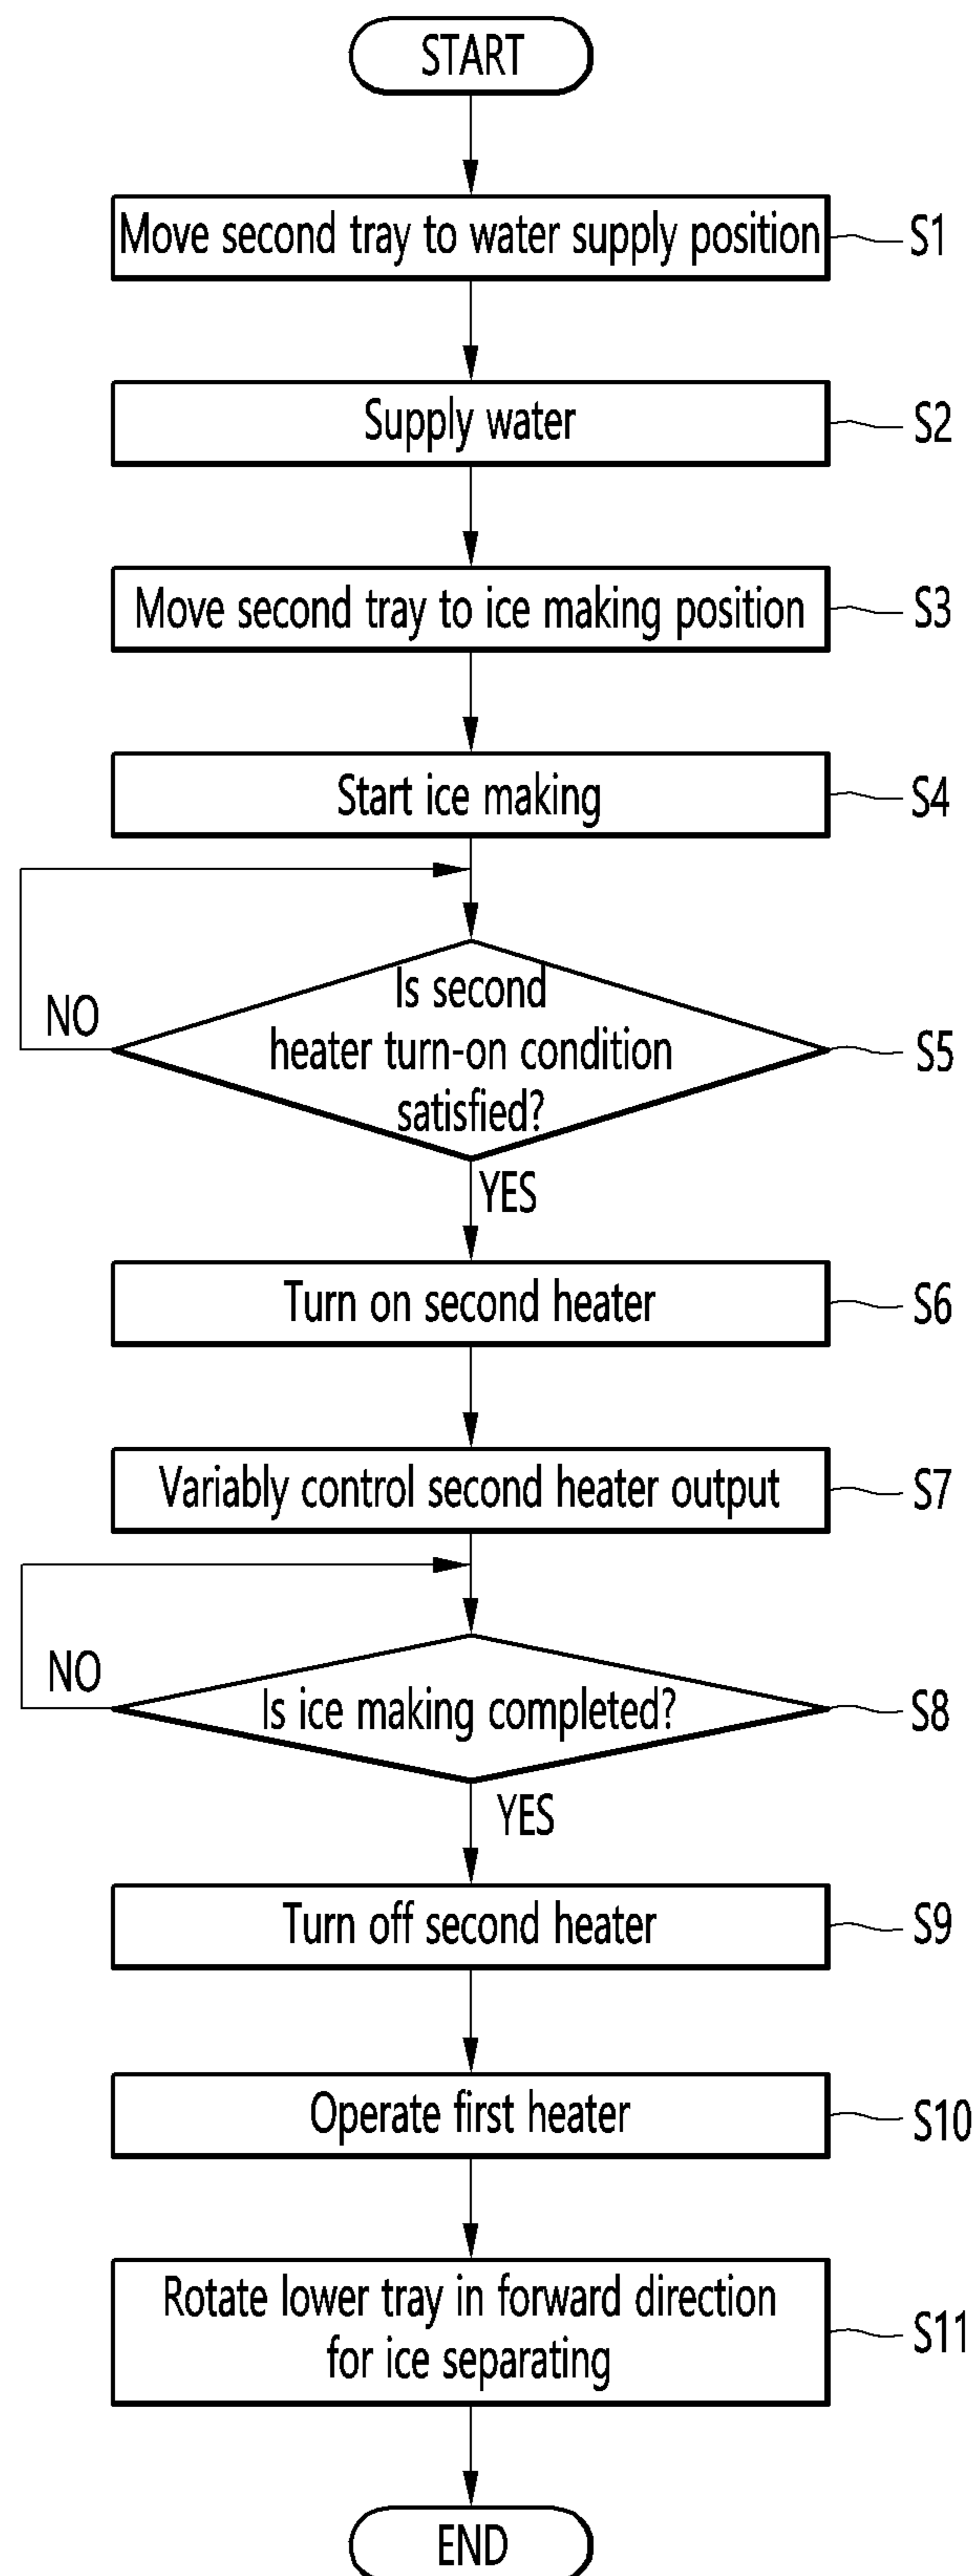 START
Move second tray to water supply position
S1
Supply water
S2
Move second tray to ice making position
S3
Start ice making
S4
Is second
heater turn-on condition
satisfied?
NO
S5
YES
Turn on second heater
S6
Variably control second heater output
S7
NO
Is ice making completed?
S8
YES
Turn off second heater
S9
Operate first heater
S10
Rotate lower tray in forward direction
for ice separating
S11
END